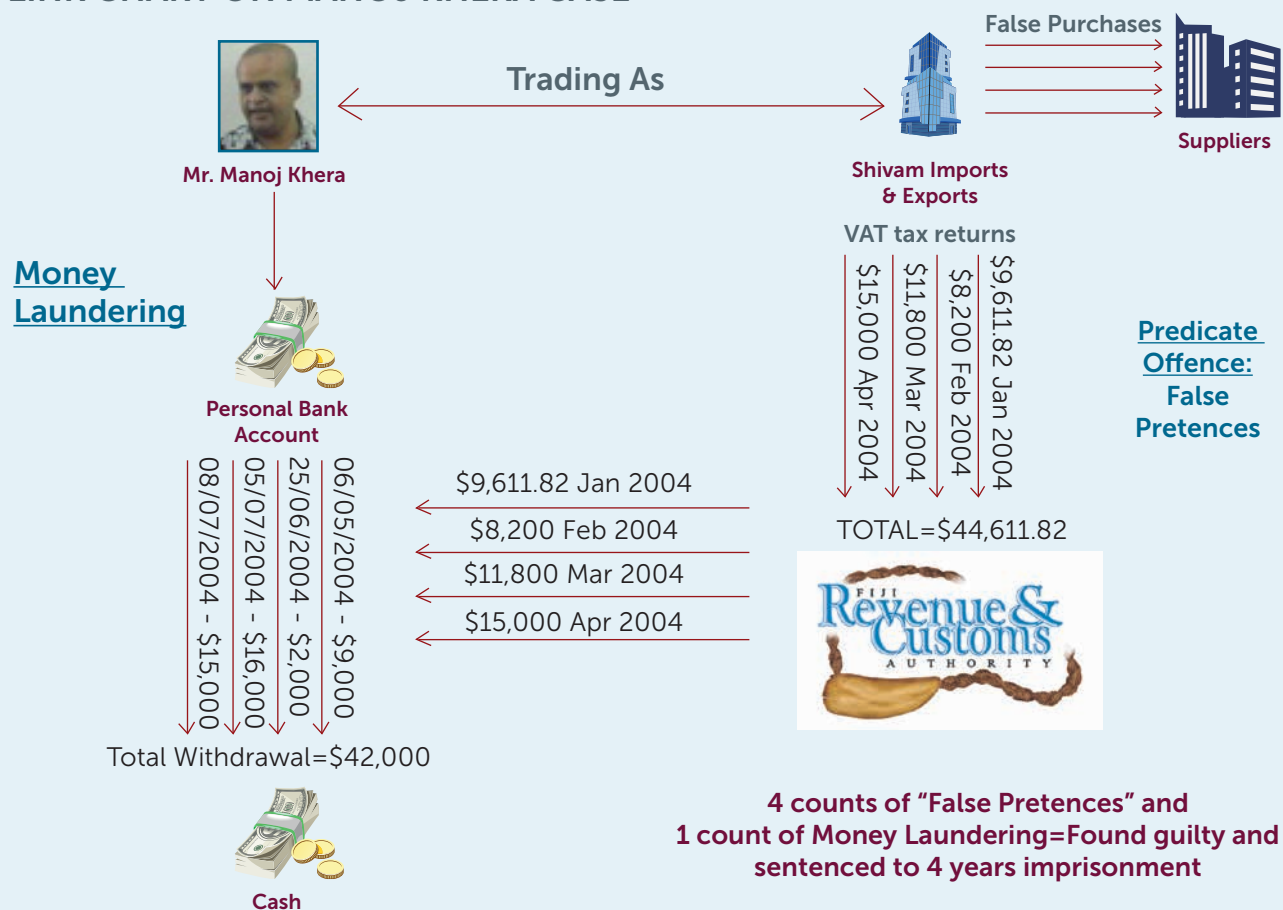 False Purchases
Trading As
Suppliers
Mr. Manoj Khera
Shivam Imports
& Exports
VAT tax returns
$9,611.82 Jan 2004
$8,200 Feb 2004
$11,800 Mar 2004
$15,000 Apr 2004
Money
Laundering
Predicate
Offence:
False
Pretences
Personal Bank
Account
06/05/2004 - $9,000
25/06/2004 - $2,000
05/07/2004 - $16,000
08/07/2004 - $15,000
$9,611.82 Jan 2004
$8,200 Feb 2004
$11,800 Mar 2004
$15,000 Apr 2004
TOTAL=$44,611.82
FIJI
Revenue &
Customs
AUTHORITY
Total Withdrawal=$42,000
4 counts of “False Pretences” and
1 count of Money Laundering=Found guilty and
sentenced to 4 years imprisonment
Cash